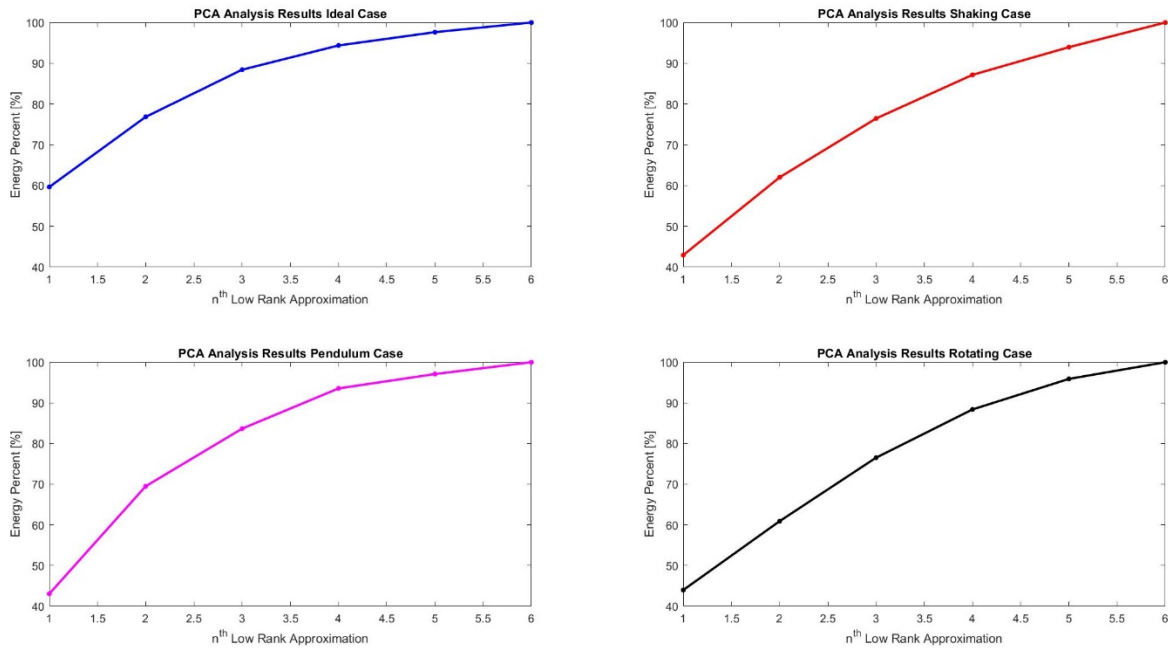 PCA Analysis Results Ideal Case
100
90
80
70
60
50
40
Energy Percent [%]
1 1.5 2 2.5 3 3.5 4 4.5 5 5.5 6
nth Low Rank Approximation
PCA Analysis Results Shaking Case
100
90
80
70
60
50
40
Energy Percent [%]
1 1.5 2 2.5 3 3.5 4 4.5 5 5.5 6
nth Low Rank Approximation
PCA Analysis Results Pendulum Case
100
90
80
70
60
50
40
Energy Percent [%]
1 1.5 2 2.5 3 3.5 4 4.5 5 5.5 6
nth Low Rank Approximation
PCA Analysis Results Rotating Case
100
90
80
70
60
50
40
Energy Percent [%]
1 1.5 2 2.5 3 3.5 4 4.5 5 5.5 6
nth Low Rank Approximation